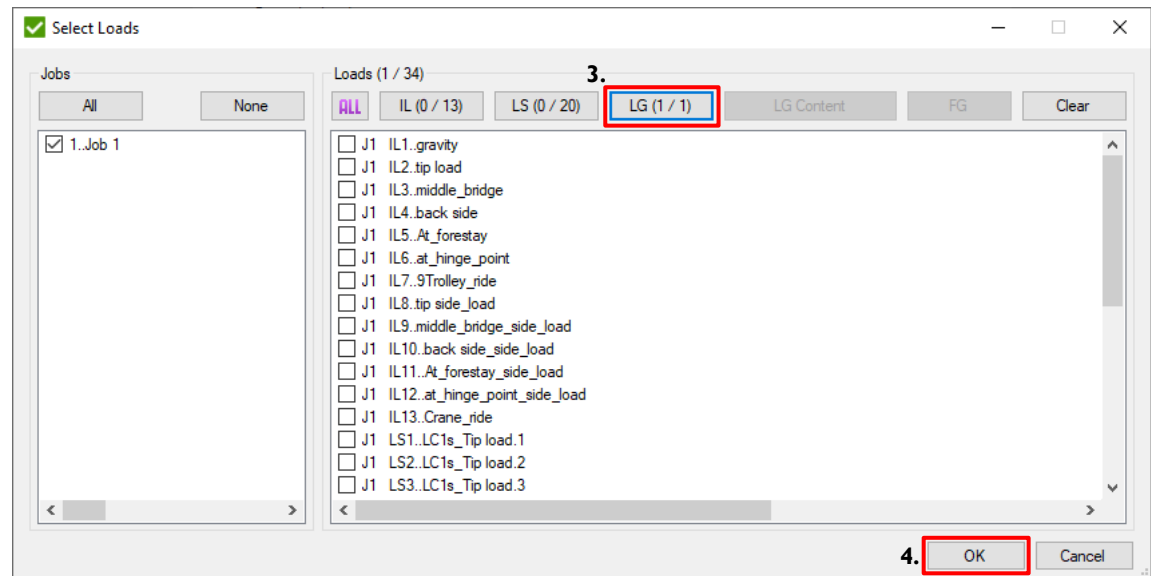 Select Loads
Jobs
Loads (1 / 34)
3.
All
None
ALL
IL (0 / 13)
LS (0 / 20)
LG (1 / 1)
LG Content
FG
Clear
1..Job 1
J1 IL1..gravity
J1 IL2..tip load
J1 IL3..middle_bridge
J1 IL4..back side
J1 IL5..At_forestay
J1 IL6..at_hinge_point
J1 IL7..9Trolley_ride
J1 IL8..tip side_load
J1 IL9..middle_bridge_side_load
J1 IL10..back side_side_load
J1 IL11..At_forestay_side_load
J1 IL12..at_hinge_point_side_load
J1 IL13..Crane_ride
J1 LS1..LC1s_Tip load.1
J1 LS2..LC1s_Tip load.2
J1 LS3..LC1s_Tip load.3
4.
OK
Cancel